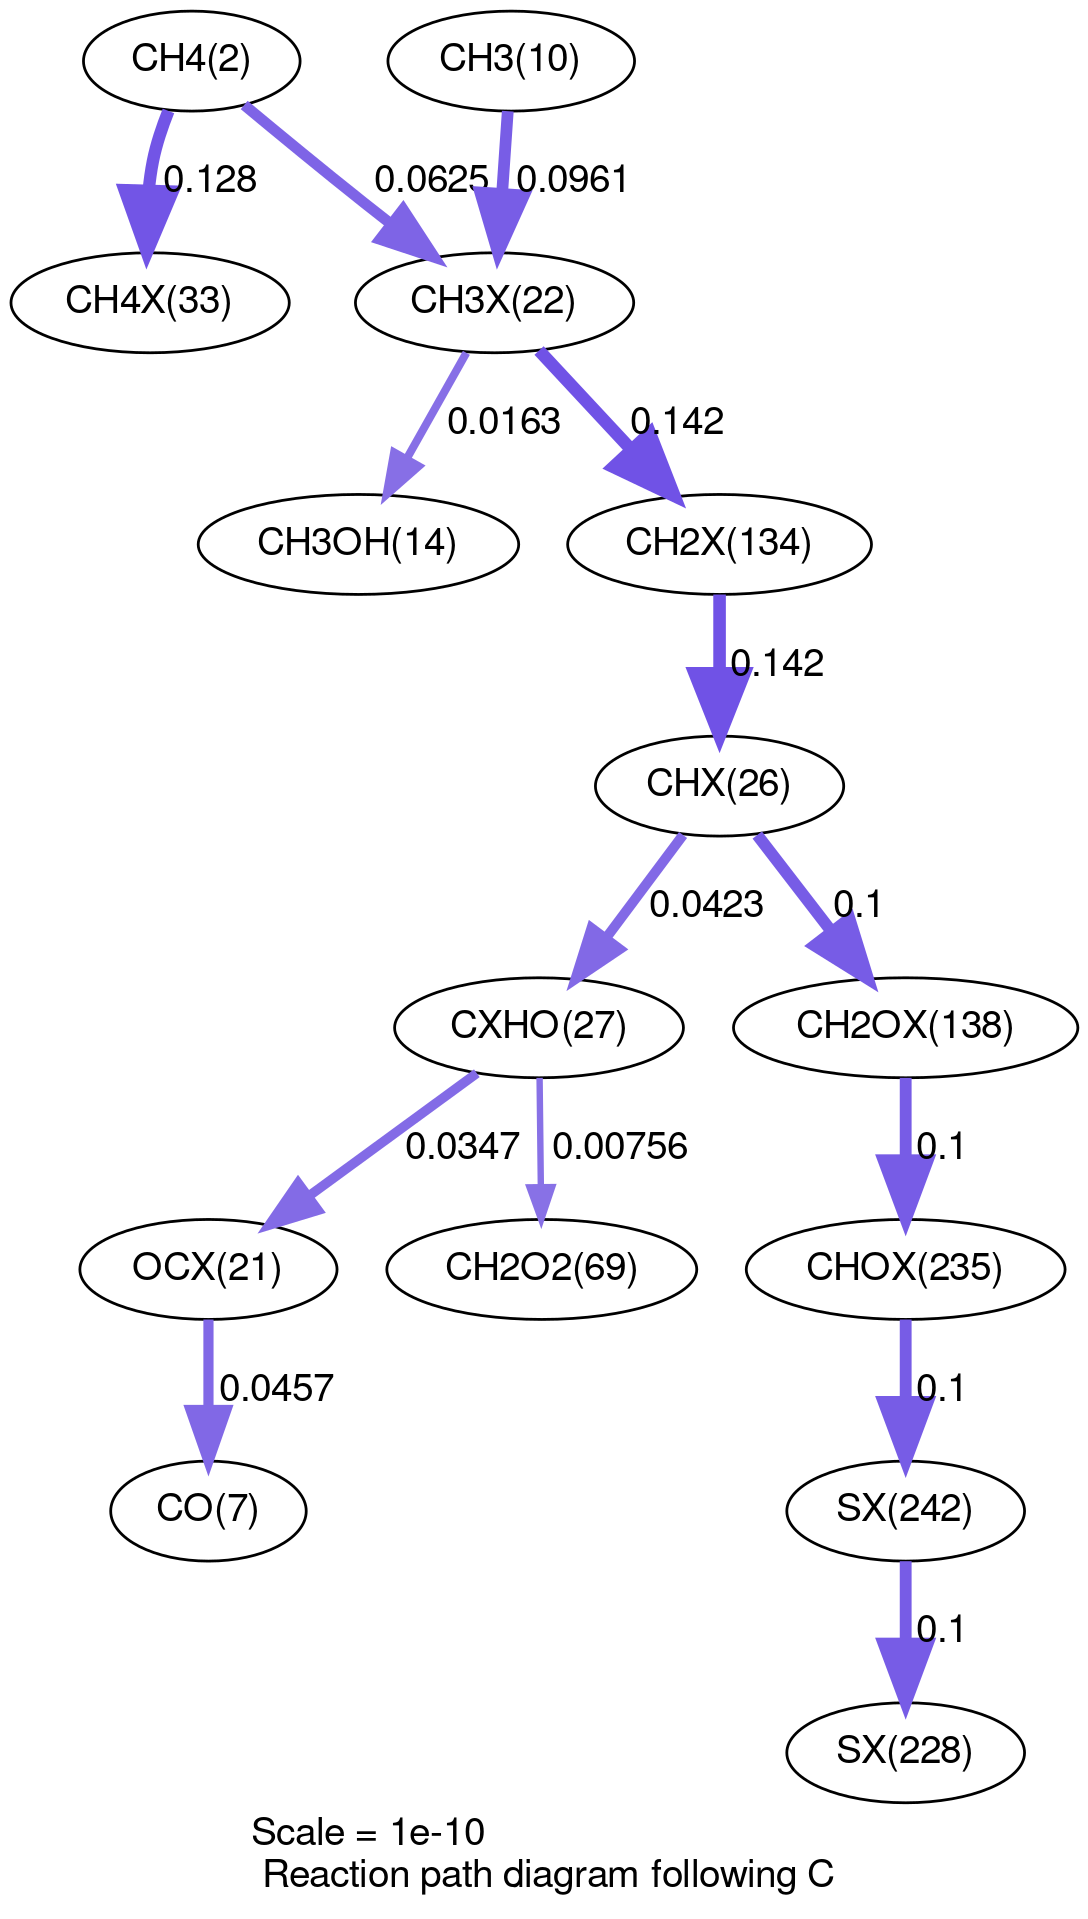 CH4(2)
CH3(10)
0.128
0.0625
0.0961
CH4X(33)
CH3X(22)
0.0163
0.142
CH3OH(14)
CH2X(134)
0.142
CHX(26)
0.0423
0.1
CXHO(27)
CH2OX(138)
0.0347
0.00756
0.1
OCX(21)
CH2O2(69)
CHOX(235)
0.0457
0.1
CO(7)
SX(242)
0.1
SX(228)
Scale = 1e-10
Reaction path diagram following C